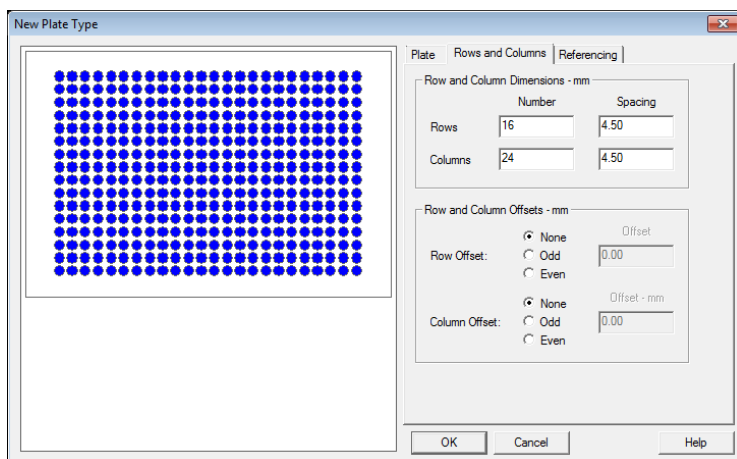 New Plate Type
Plate Rows and Columns Referencing
Row and Column Dimensions - mm
Number Spacing
Rows 16 4.50
Columns 24 4.50
Row and Column Offsets - mm
None Offset
Row Offset: Odd 0.00
Even
None Offset - mm
Column Offset: Odd 0.00
Even
OK Cancel Help